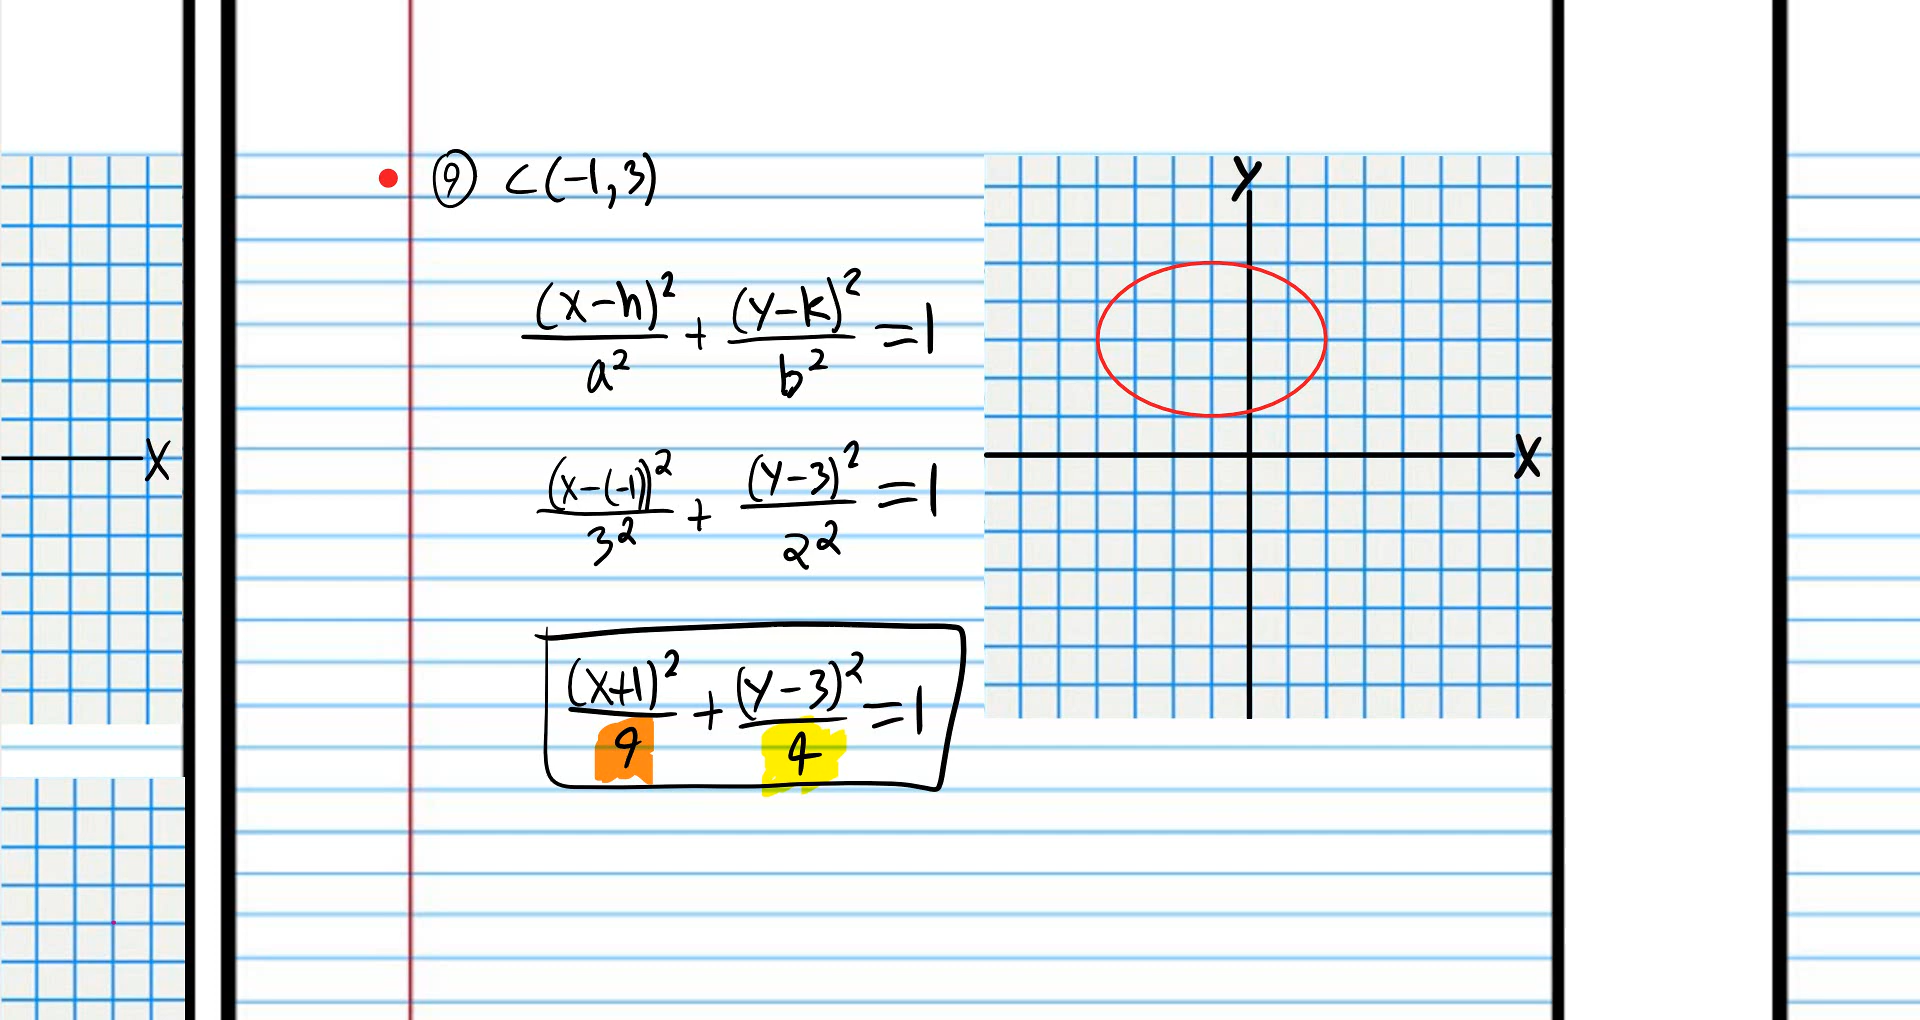 ⑨ C(-1,3)
(x-h)²/a² + (y-k)²/b² = 1
(x-(-1))²/3² + (y-3)²/2² = 1
(x+1)²/9 + (y-3)²/4 = 1
Y
X
X